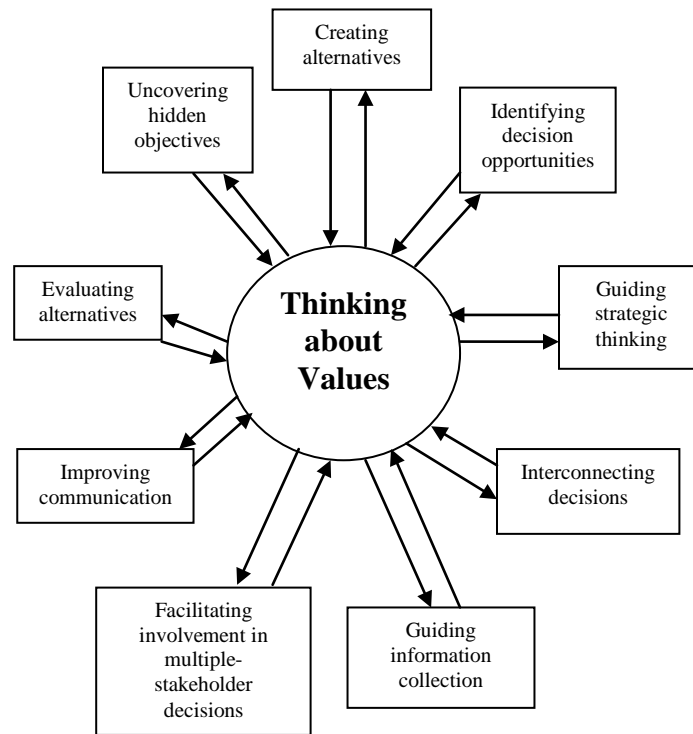 Creating
alternatives
Uncovering
hidden
objectives
Identifying
decision
opportunities
Evaluating
alternatives
Thinking
about
Values
Guiding
strategic
thinking
Improving
communication
Interconnecting
decisions
Facilitating
involvement in
multiple-
stakeholder
decisions
Guiding
information
collection